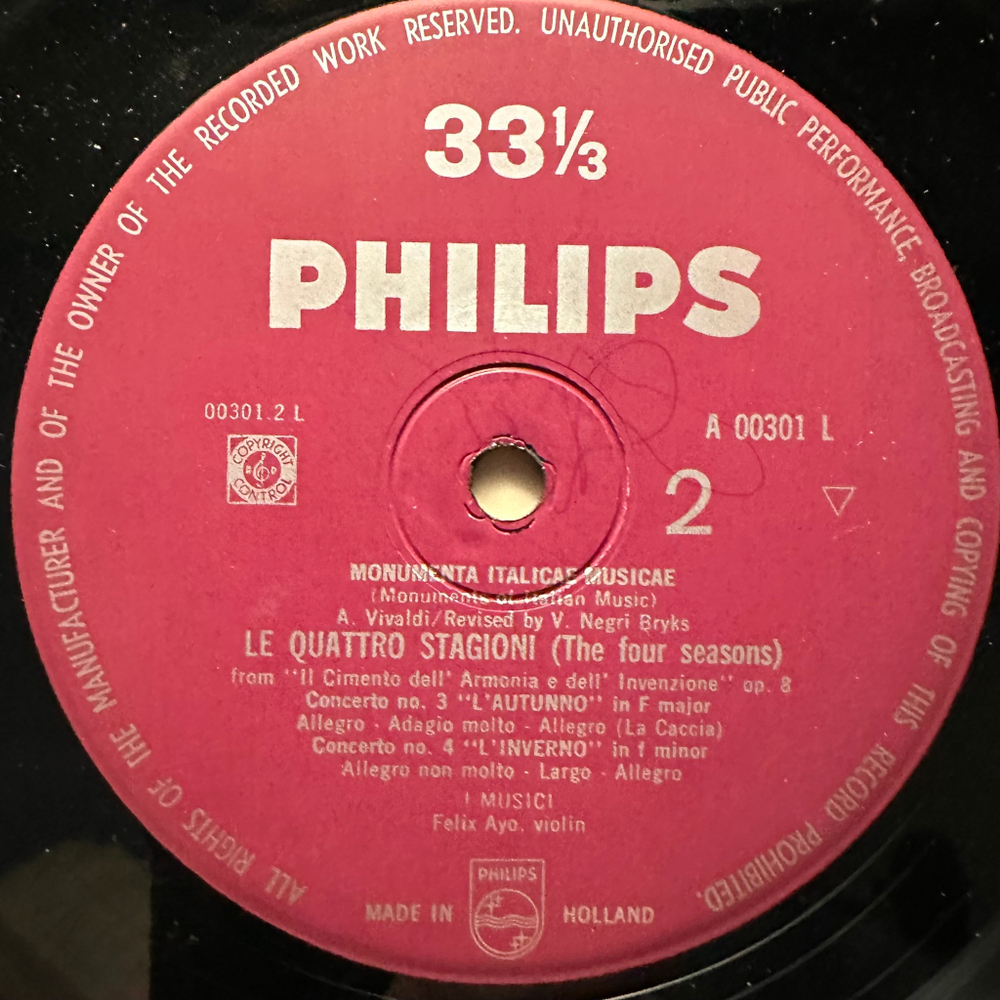 ALL RIGHTS OF THE MANUFACTURER AND OF THE OWNER OF THE RECORDED WORK RESERVED. UNAUTHORISED PUBLIC PERFORMANCE, BROADCASTING AND COPYING OF THIS RECORD PROHIBITED.
33⅓
PHILIPS
00301.2 L
A 00301 L
COPYRIGHT
CONTROL
2
MONUMENTA ITALICAE MUSICAE
(Monuments of Italian Music)
A. Vivaldi/Revised by V. Negri Bryks
LE QUATTRO STAGIONI (The four seasons)
from "Il Cimento dell' Armonia e dell' Invenzione" op. 8
Concerto no. 3 "L'AUTUNNO" in F major
Allegro - Adagio molto - Allegro (La Caccia)
Concerto no. 4 "L'INVERNO" in f minor
Allegro non molto - Largo - Allegro
I MUSICI
Felix Ayo, violin
MADE IN HOLLAND
PHILIPS